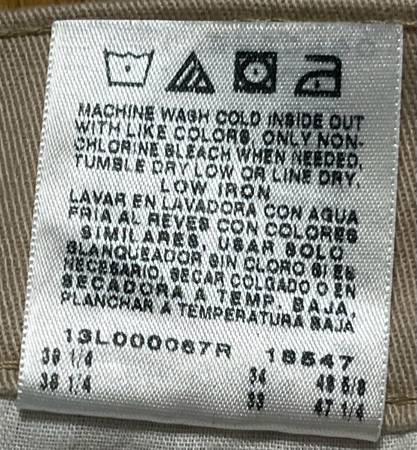 MACHINE WASH COLD INSIDE OUT
WITH LIKE COLORS, ONLY NON-
CHLORINE BLEACH WHEN NEEDED,
TUMBLE DRY LOW OR LINE DRY,
LOW IRON
LAVAR EN LAVADORA CON AGUA
FRIA AL REVES CON COLORES
SIMILARES, USAR SOLO
BLANQUEADOR SIN CLORO SI ES
NECESARIO, SECAR COLGADO O EN
SECADORA A TEMP. BAJA,
PLANCHAR A TEMPERATURA BAJA
13L000067R 18547
39 1/4 34 48 5/8
38 1/4 33 47 1/4